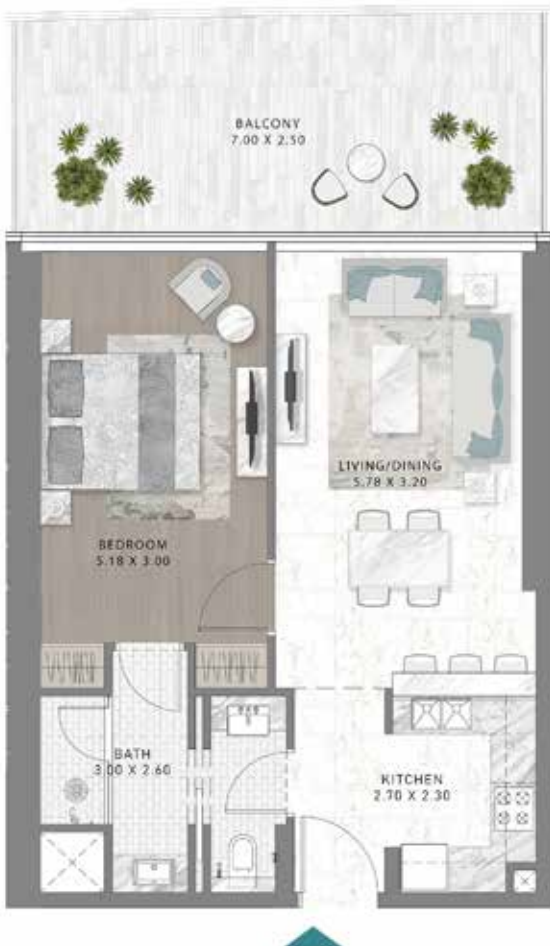 BALCONY
7.00 X 2.50
LIVING/DINING
5.78 X 3.20
BEDROOM
5.18 X 3.00
BATH
3.00 X 2.60
KITCHEN
2.70 X 2.30